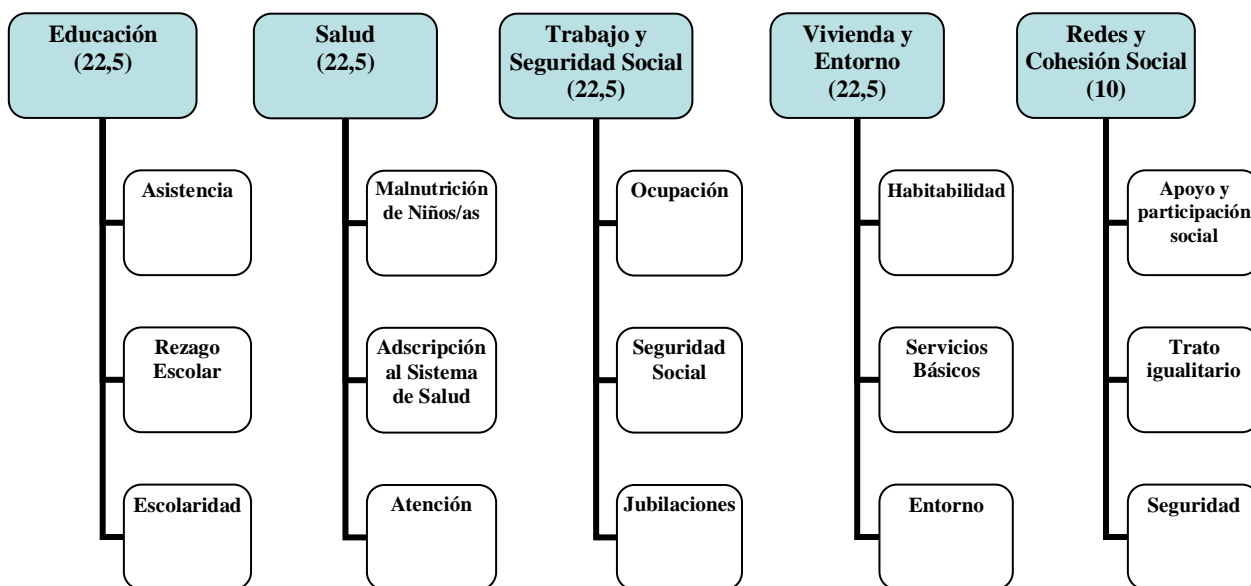 Educación
(22,5)
Salud
(22,5)
Trabajo y
Seguridad Social
(22,5)
Vivienda y
Entorno
(22,5)
Redes y
Cohesión Social
(10)
Asistencia
Malnutrición
de Niños/as
Ocupación
Habitabilidad
Apoyo y
participación
social
Rezago
Escolar
Adscripción
al Sistema
de Salud
Seguridad
Social
Servicios
Básicos
Trato
igualitario
Escolaridad
Atención
Jubilaciones
Entorno
Seguridad